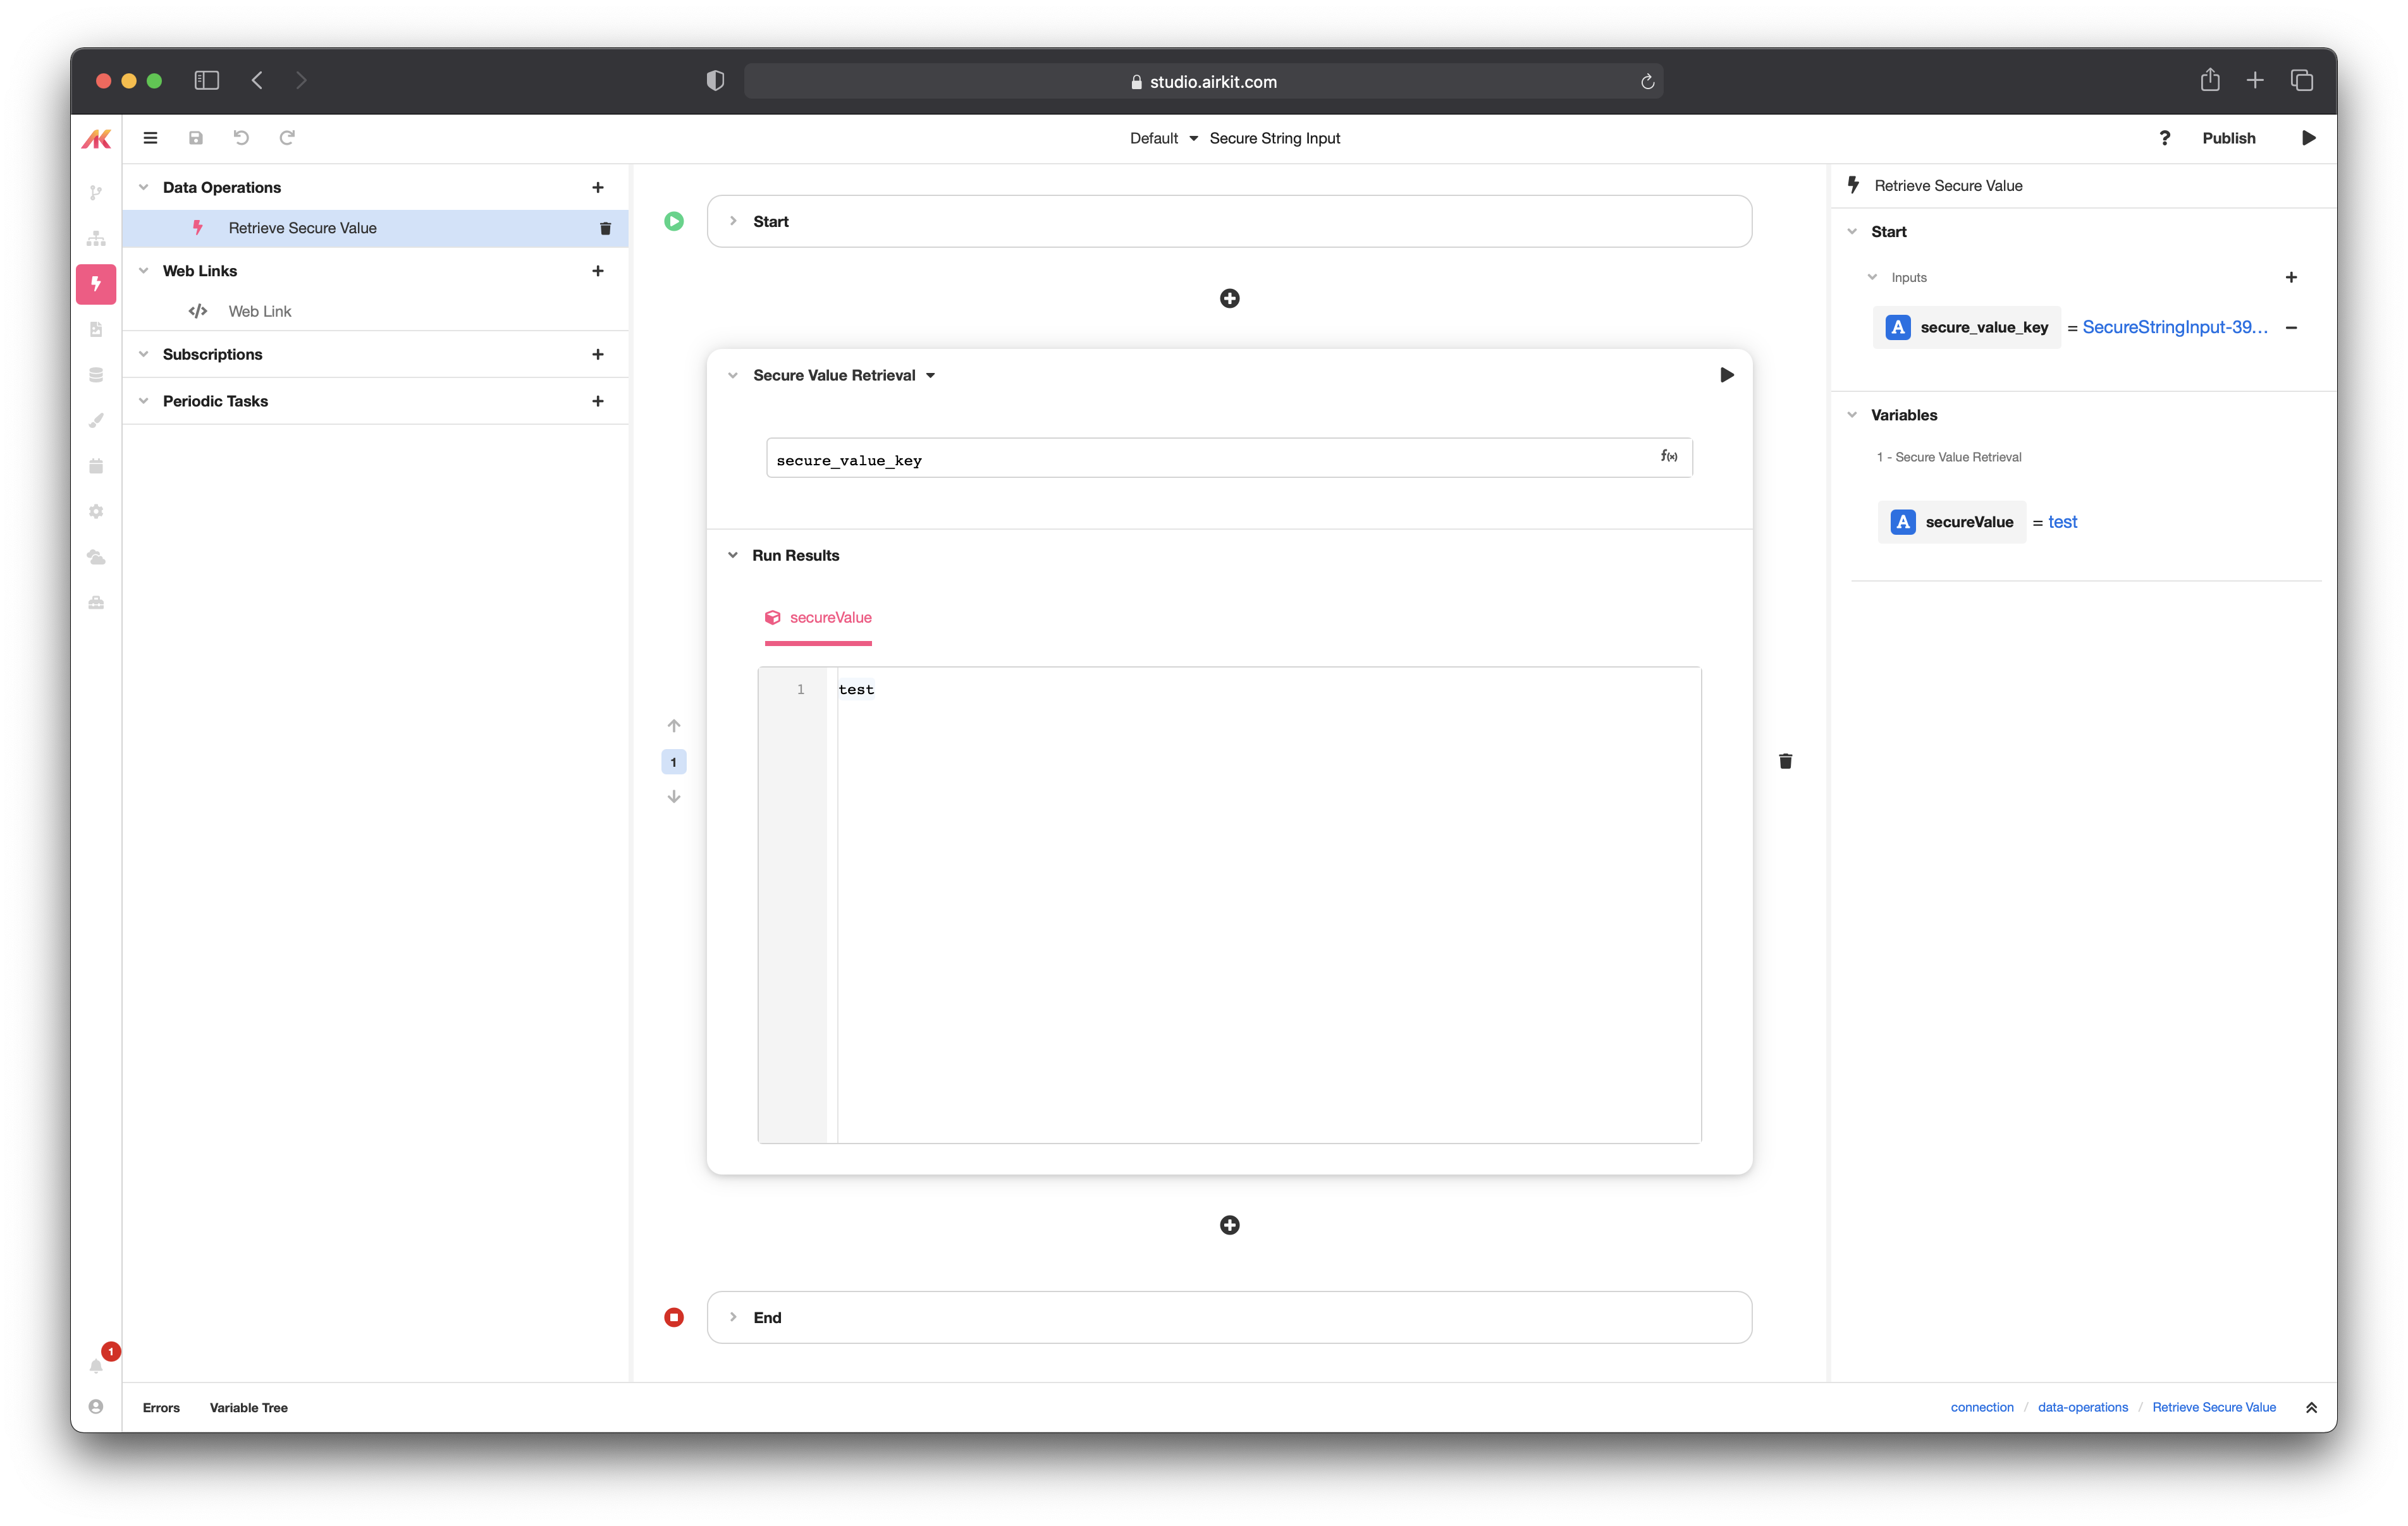 studio.airkit.com
Default Secure String Input
? Publish
Data Operations
Retrieve Secure Value
Web Links
Web Link
Subscriptions
Periodic Tasks
Start
Secure Value Retrieval
secure_value_key
f(x)
Run Results
secureValue
1 test
1
End
Retrieve Secure Value
Start
Inputs
A secure_value_key = SecureStringInput-39...
Variables
1 - Secure Value Retrieval
A secureValue = test
1
Errors Variable Tree
connection / data-operations / Retrieve Secure Value